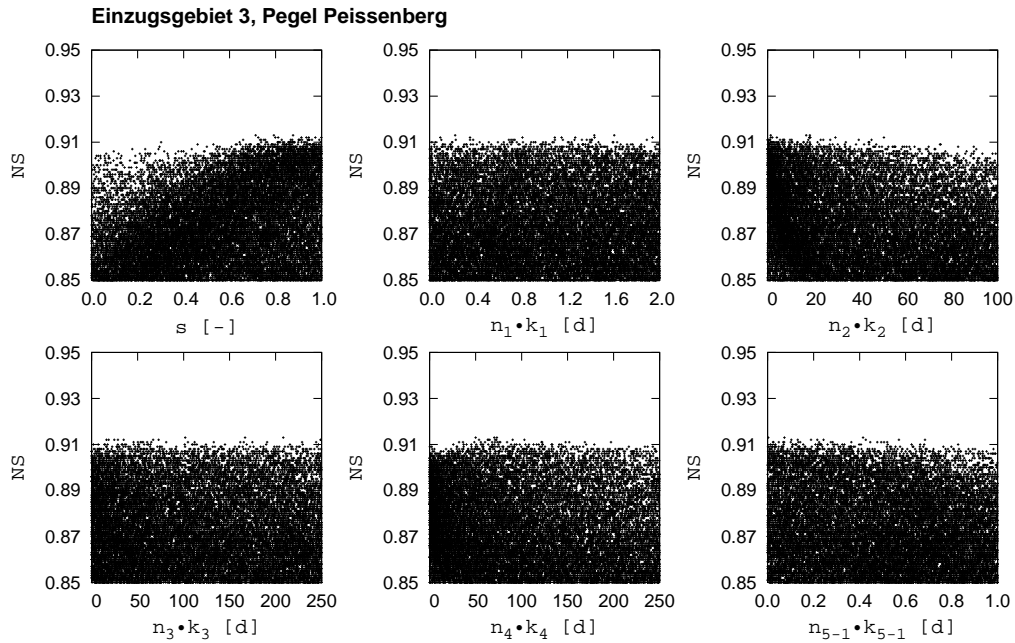 Einzugsgebiet 3, Pegel Peissenberg
0.95
0.93
0.91
0.89
0.87
0.85
NS
0.0 0.2 0.4 0.6 0.8 1.0
s [-]
0.95
0.93
0.91
0.89
0.87
0.85
NS
0.0 0.4 0.8 1.2 1.6 2.0
n₁•k₁ [d]
0.95
0.93
0.91
0.89
0.87
0.85
NS
0 20 40 60 80 100
n₂•k₂ [d]
0.95
0.93
0.91
0.89
0.87
0.85
NS
0 50 100 150 200 250
n₃•k₃ [d]
0.95
0.93
0.91
0.89
0.87
0.85
NS
0 50 100 150 200 250
n₄•k₄ [d]
0.95
0.93
0.91
0.89
0.87
0.85
NS
0.0 0.2 0.4 0.6 0.8 1.0
n₅₋₁•k₅₋₁ [d]